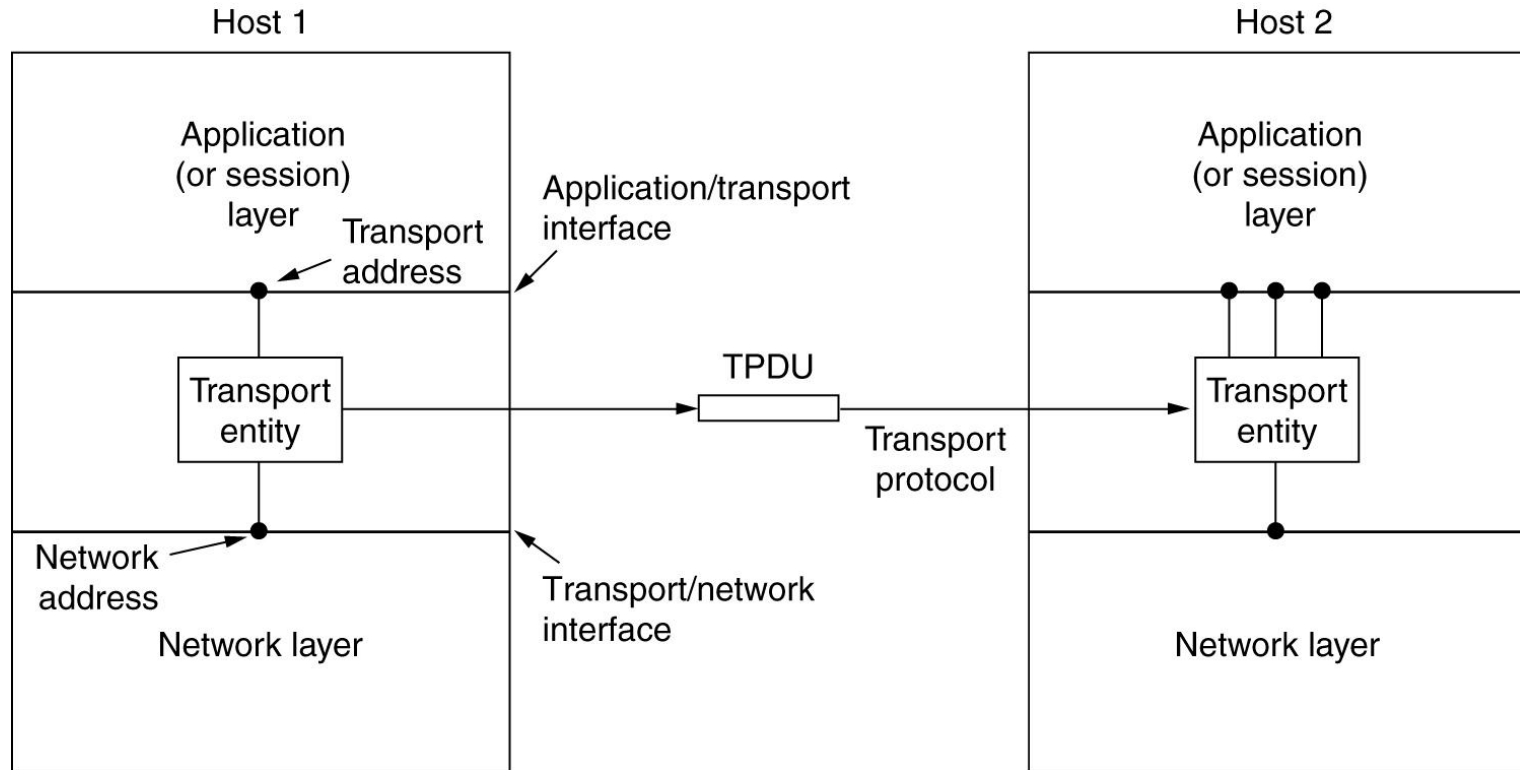 Host 1
Host 2
Application
(or session)
layer
Transport
address
Application/transport
interface
Application
(or session)
layer
Transport
entity
TPDU
Transport
protocol
Transport
entity
Network
address
Transport/network
interface
Network layer
Network layer